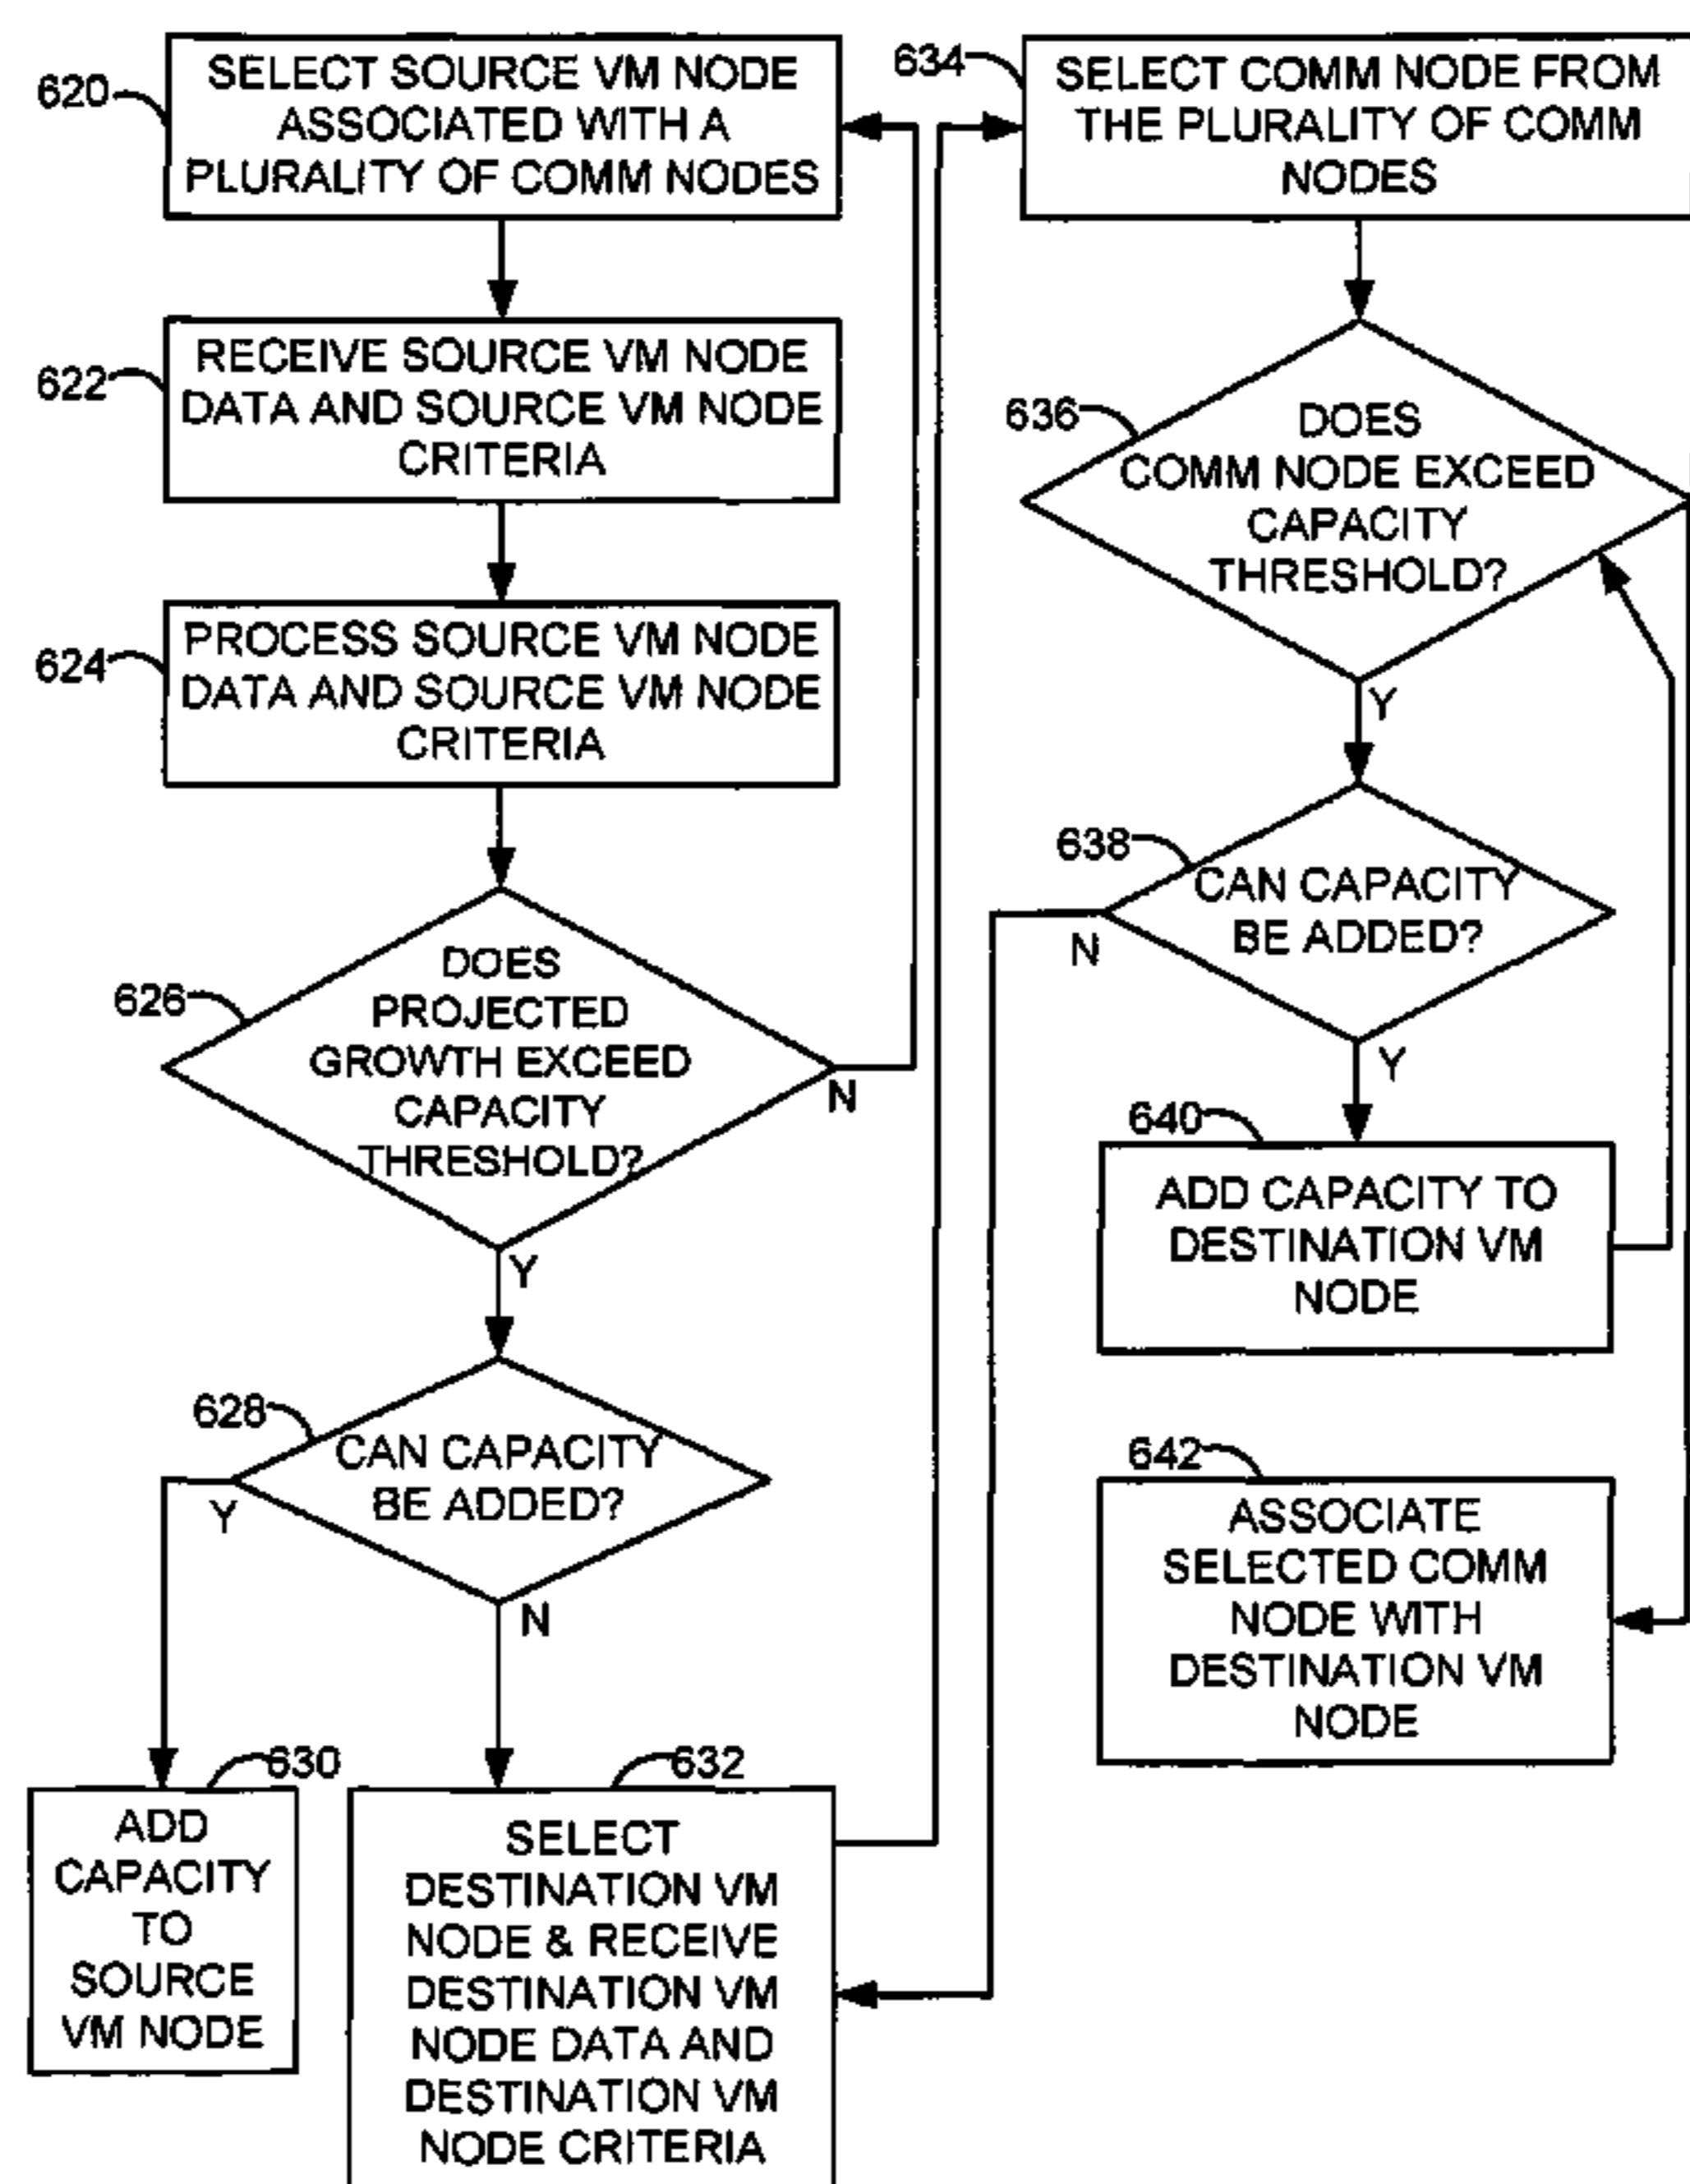 620
SELECT SOURCE VM NODE
ASSOCIATED WITH A
PLURALITY OF COMM NODES
622
RECEIVE SOURCE VM NODE
DATA AND SOURCE VM NODE
CRITERIA
624
PROCESS SOURCE VM NODE
DATA AND SOURCE VM NODE
CRITERIA
626
DOES
PROJECTED
GROWTH EXCEED
CAPACITY
THRESHOLD?
N
Y
628
CAN CAPACITY
BE ADDED?
Y
N
630
ADD
CAPACITY
TO
SOURCE
VM NODE
632
SELECT
DESTINATION VM
NODE & RECEIVE
DESTINATION VM
NODE DATA AND
DESTINATION VM
NODE CRITERIA
634
SELECT COMM NODE FROM
THE PLURALITY OF COMM
NODES
636
DOES
COMM NODE EXCEED
CAPACITY
THRESHOLD?
Y
638
CAN CAPACITY
BE ADDED?
N
Y
640
ADD CAPACITY TO
DESTINATION VM
NODE
642
ASSOCIATE
SELECTED COMM
NODE WITH
DESTINATION VM
NODE